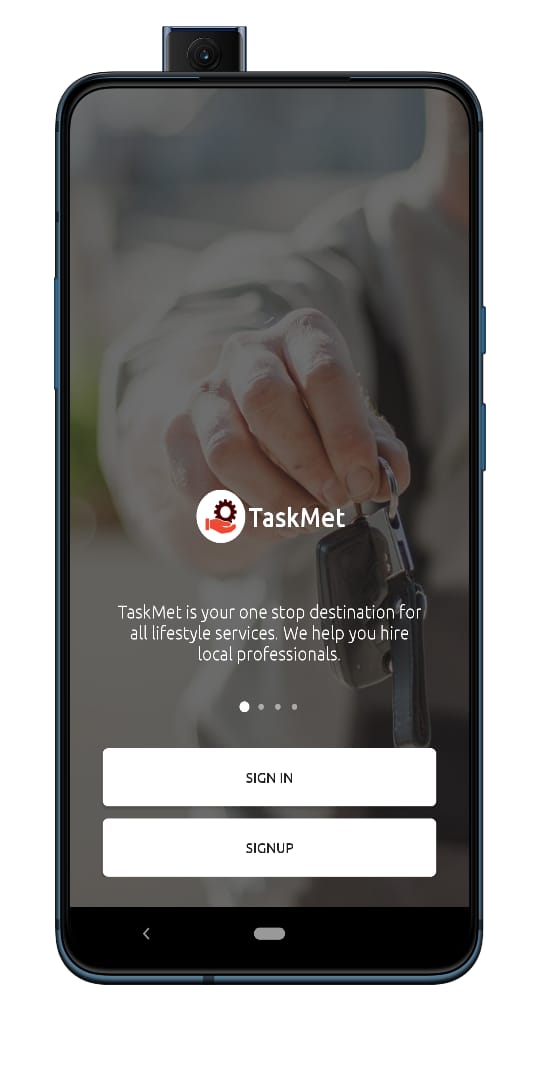 TaskMet
TaskMet is your one stop destination for
all lifestyle services. We help you hire
local professionals.
SIGN IN
SIGNUP